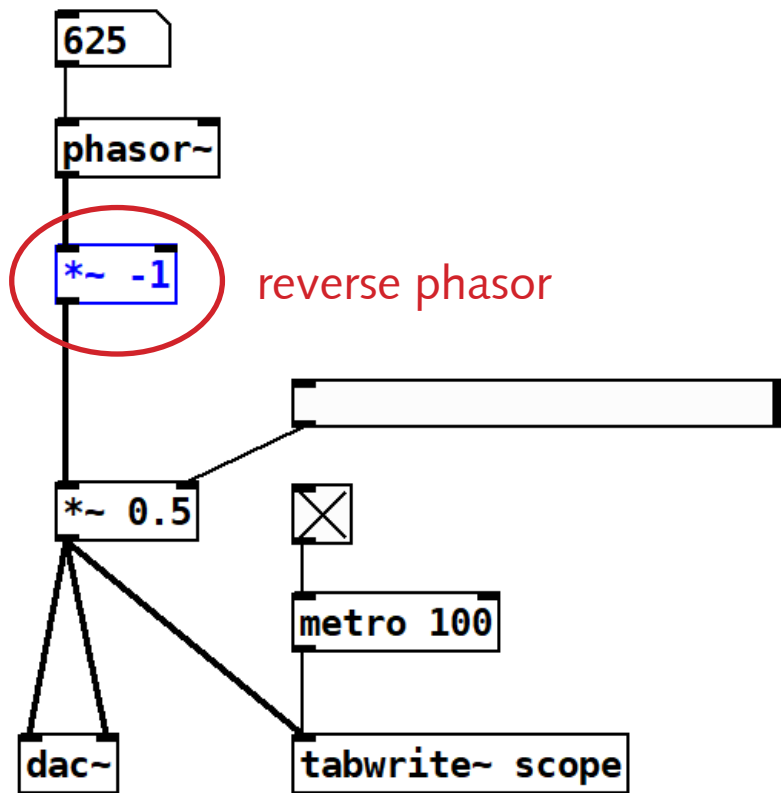 625
phasor~
*~ -1
reverse phasor
*~ 0.5
metro 100
dac~
tabwrite~ scope